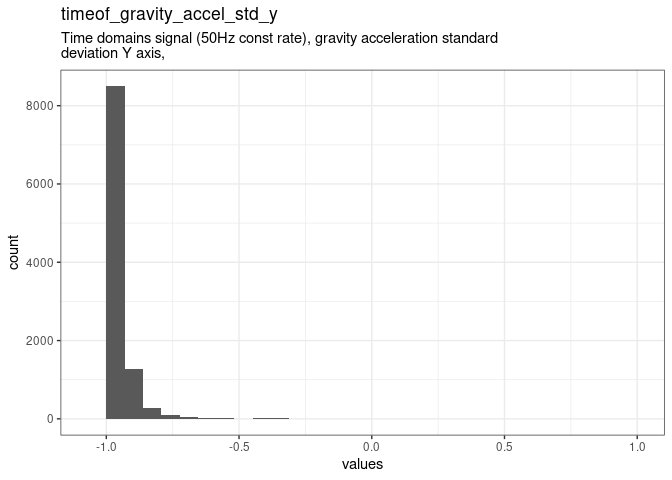 timeof_gravity_accel_std_y
Time domains signal (50Hz const rate), gravity acceleration standard
deviation Y axis,
8000
6000
4000
2000
0
count
-1.0
-0.5
0.0
0.5
1.0
values